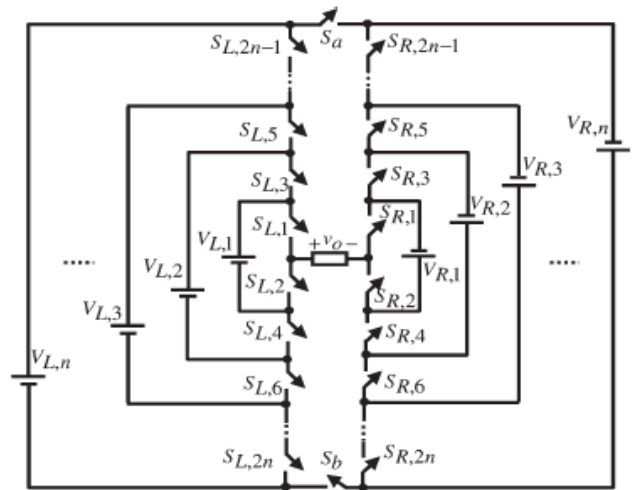 S_a
S_{L,2n−1} S_{R,2n−1}
S_{L,5} S_{R,5} V_{R,n}
V_{R,3}
S_{L,3} S_{R,3}
V_{R,2}
S_{L,1} S_{R,1}
V_{L,1} + v_o −
V_{L,2} V_{R,1}
..... S_{L,2} S_{R,2} .....
V_{L,3} S_{L,4} S_{R,4}
V_{L,n}
S_{L,6} S_{R,6}
S_{L,2n} S_b S_{R,2n}